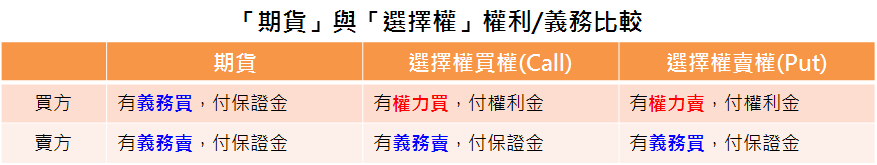 「期貨」與「選擇權」權利/義務比較
期貨 選擇權買權(Call) 選擇權賣權(Put)
買方 有義務買，付保證金 有權力買，付權利金 有權力賣，付權利金
賣方 有義務賣，付保證金 有義務賣，付保證金 有義務買，付保證金